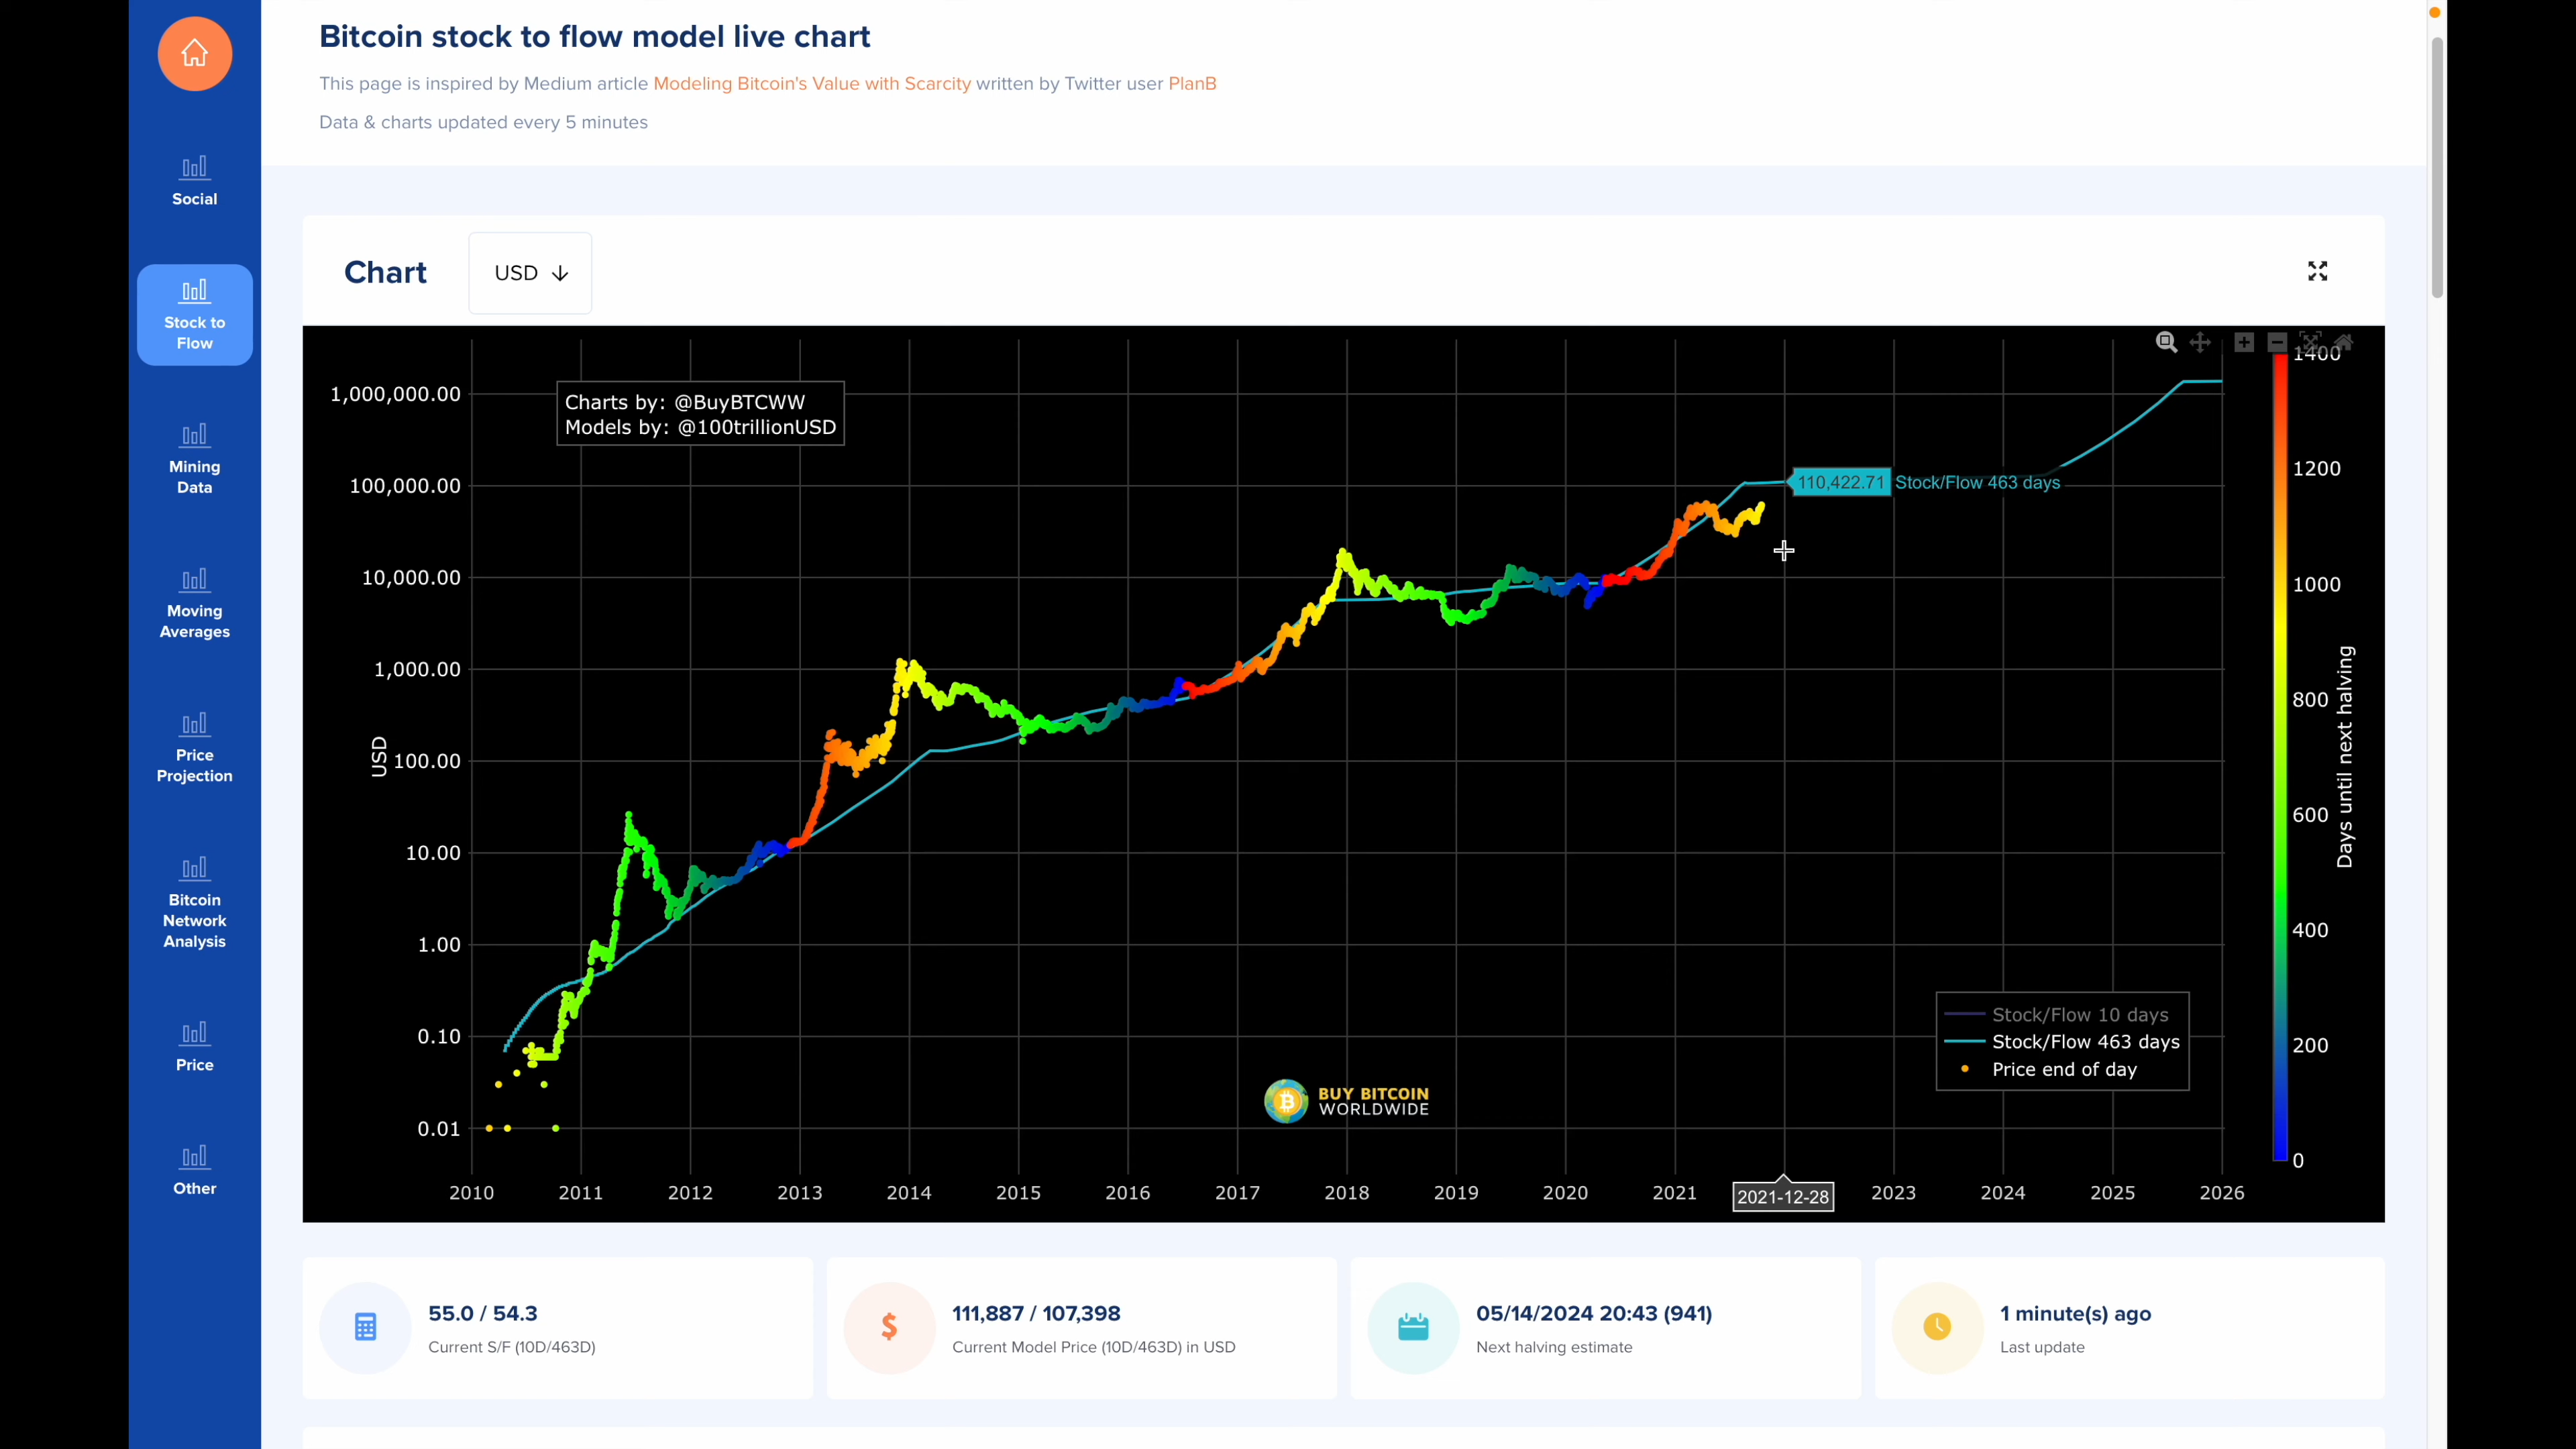 Bitcoin stock to flow model live chart
This page is inspired by Medium article Modeling Bitcoin's Value with Scarcity written by Twitter user PlanB
Data & charts updated every 5 minutes
Social
Stock to
Flow
Mining
Data
Moving
Averages
Price
Projection
Bitcoin
Network
Analysis
Price
Other
Chart
USD
Charts by: @BuyBTCWW
Models by: @100trillionUSD
1,000,000.00
100,000.00
10,000.00
1,000.00
100.00
10.00
1.00
0.10
0.01
USD
110,422.71 Stock/Flow 463 days
1400
1200
1000
800
600
400
200
0
Days until next halving
Stock/Flow 10 days
Stock/Flow 463 days
Price end of day
BUY BITCOIN
WORLDWIDE
2010 2011 2012 2013 2014 2015 2016 2017 2018 2019 2020 2021 2021-12-28 2023 2024 2025 2026
55.0 / 54.3
Current S/F (10D/463D)
111,887 / 107,398
Current Model Price (10D/463D) in USD
05/14/2024 20:43 (941)
Next halving estimate
1 minute(s) ago
Last update